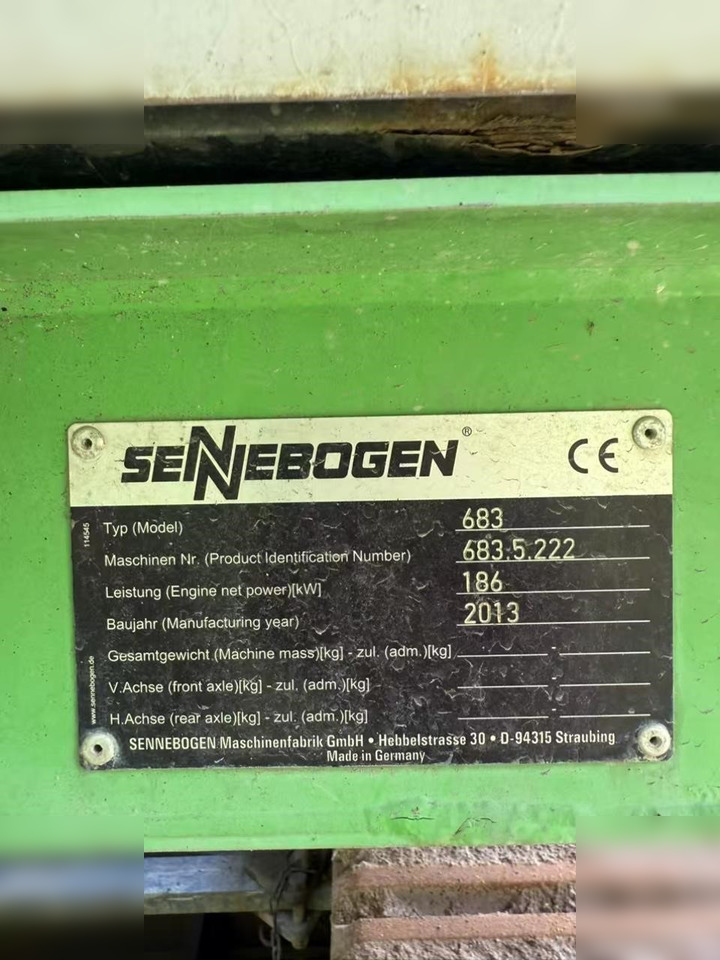 SENNEBOGEN® CE
114545
Typ (Model) 683
Maschinen Nr. (Product Identification Number) 683.5.222
Leistung (Engine net power)[kW] 186
Baujahr (Manufacturing year) 2013
Gesamtgewicht (Machine mass)[kg] - zul. (adm.)[kg] -
V.Achse (front axle)[kg] - zul. (adm.)[kg] -
H.Achse (rear axle)[kg] - zul. (adm.)[kg] -
www.sennebogen.de
SENNEBOGEN Maschinenfabrik GmbH • Hebbelstrasse 30 • D-94315 Straubing
Made in Germany